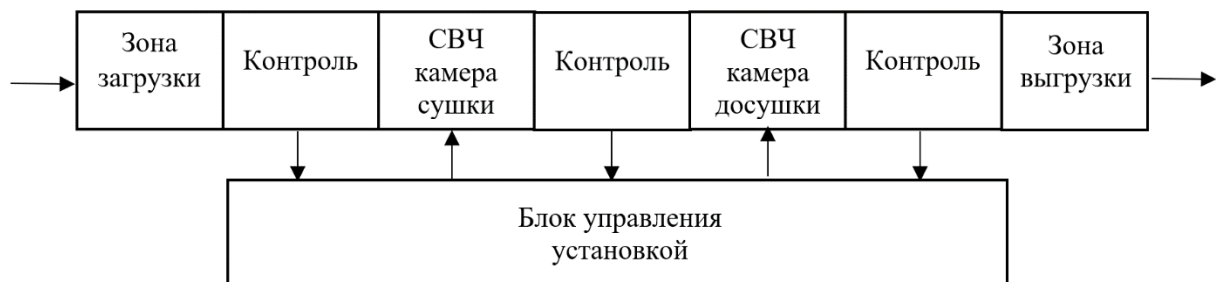 Зона
загрузки
Контроль
СВЧ
камера
сушки
Контроль
СВЧ
камера
досушки
Контроль
Зона
выгрузки
Блок управления
установкой